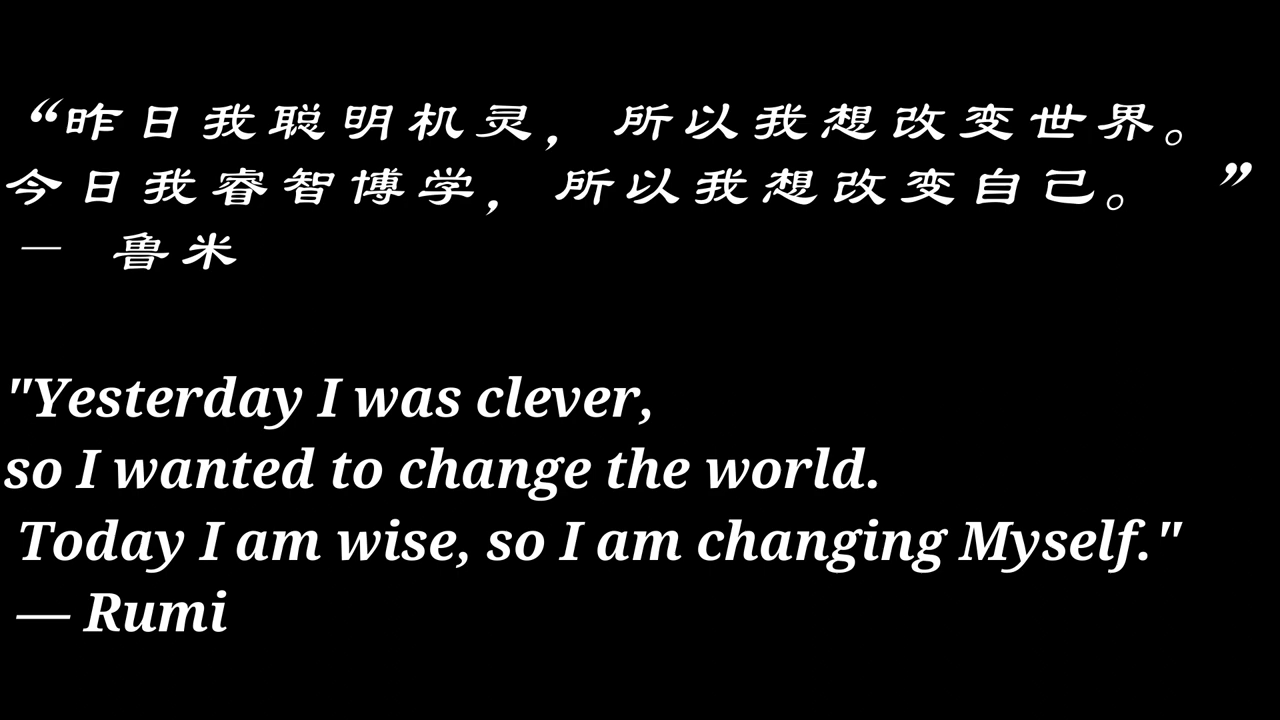 “昨日我聪明机灵，所以我想改变世界。
今日我睿智博学，所以我想改变自己。 ”
— 鲁米
"Yesterday I was clever,
so I wanted to change the world.
Today I am wise, so I am changing Myself."
— Rumi